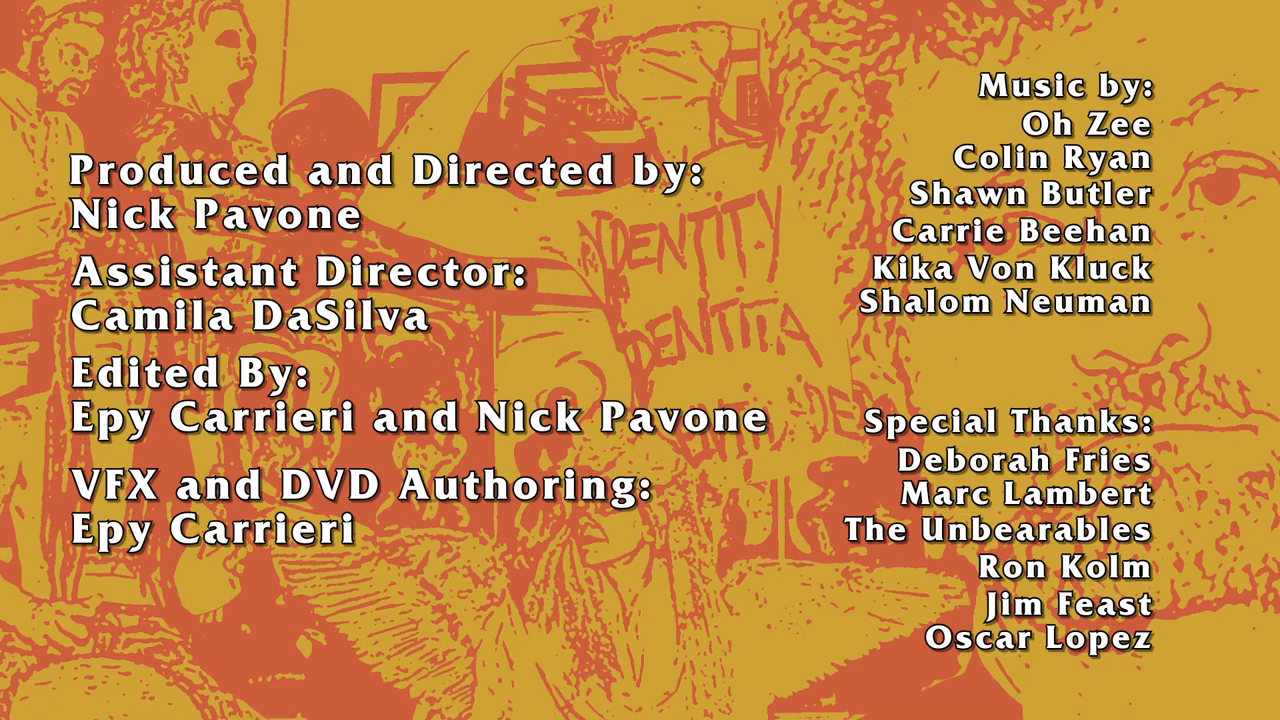 Produced and Directed by:
Nick Pavone
Assistant Director:
Camila DaSilva
Edited By:
Epy Carrieri and Nick Pavone
VFX and DVD Authoring:
Epy Carrieri
Music by:
Oh Zee
Colin Ryan
Shawn Butler
Carrie Beehan
Kika Von Kluck
Shalom Neuman
Special Thanks:
Deborah Fries
Marc Lambert
The Unbearables
Ron Kolm
Jim Feast
Oscar Lopez
IDENTITY
IDENTITA